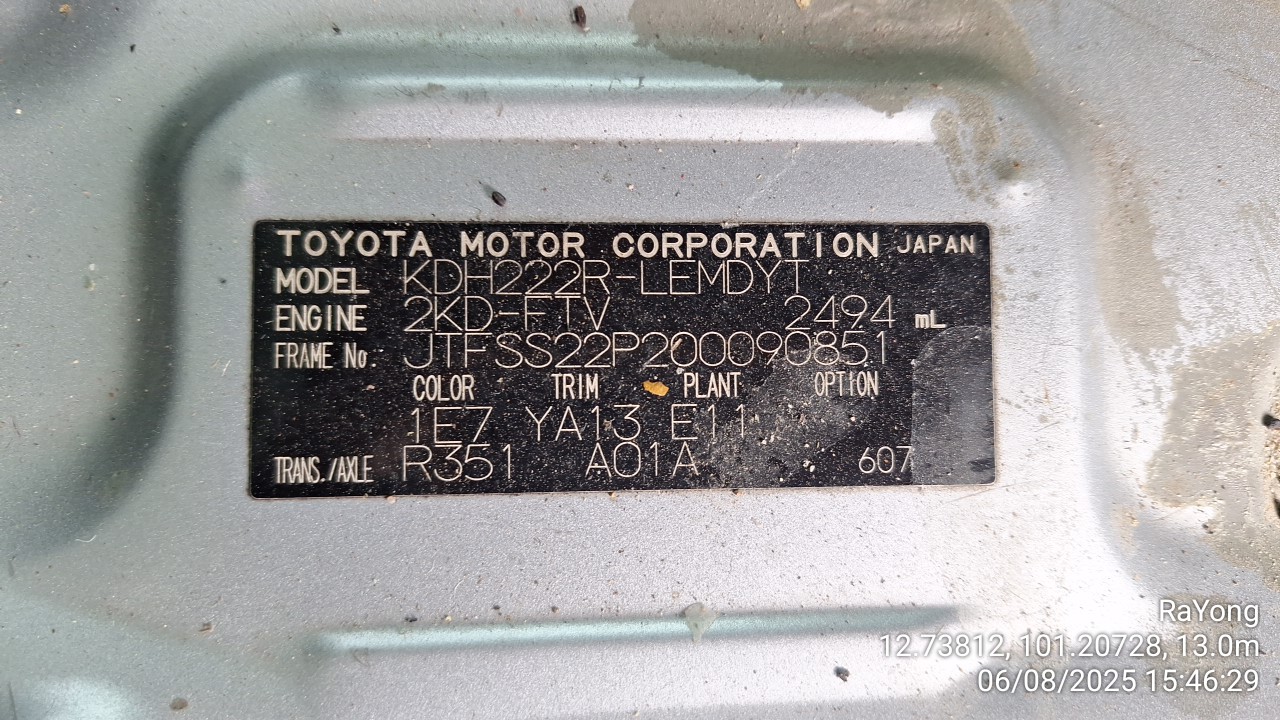 TOYOTA MOTOR CORPORATION JAPAN
MODEL KDH222R-LEMDYT
ENGINE 2KD-FTV 2494 mL
FRAME No. JTFSS22P200090851
COLOR TRIM PLANT OPTION
1E7 YA13 E11
TRANS./AXLE R351 A01A 607
RaYong
12.73812, 101.20728, 13.0m
06/08/2025 15:46:29